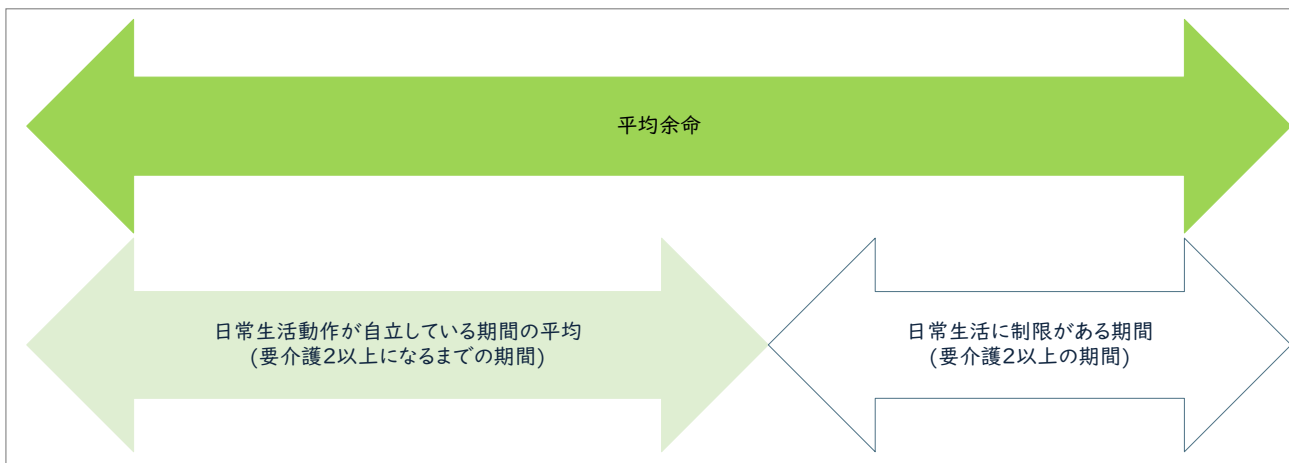 平均余命
日常生活動作が自立している期間の平均
(要介護2以上になるまでの期間)
日常生活に制限がある期間
(要介護2以上の期間)